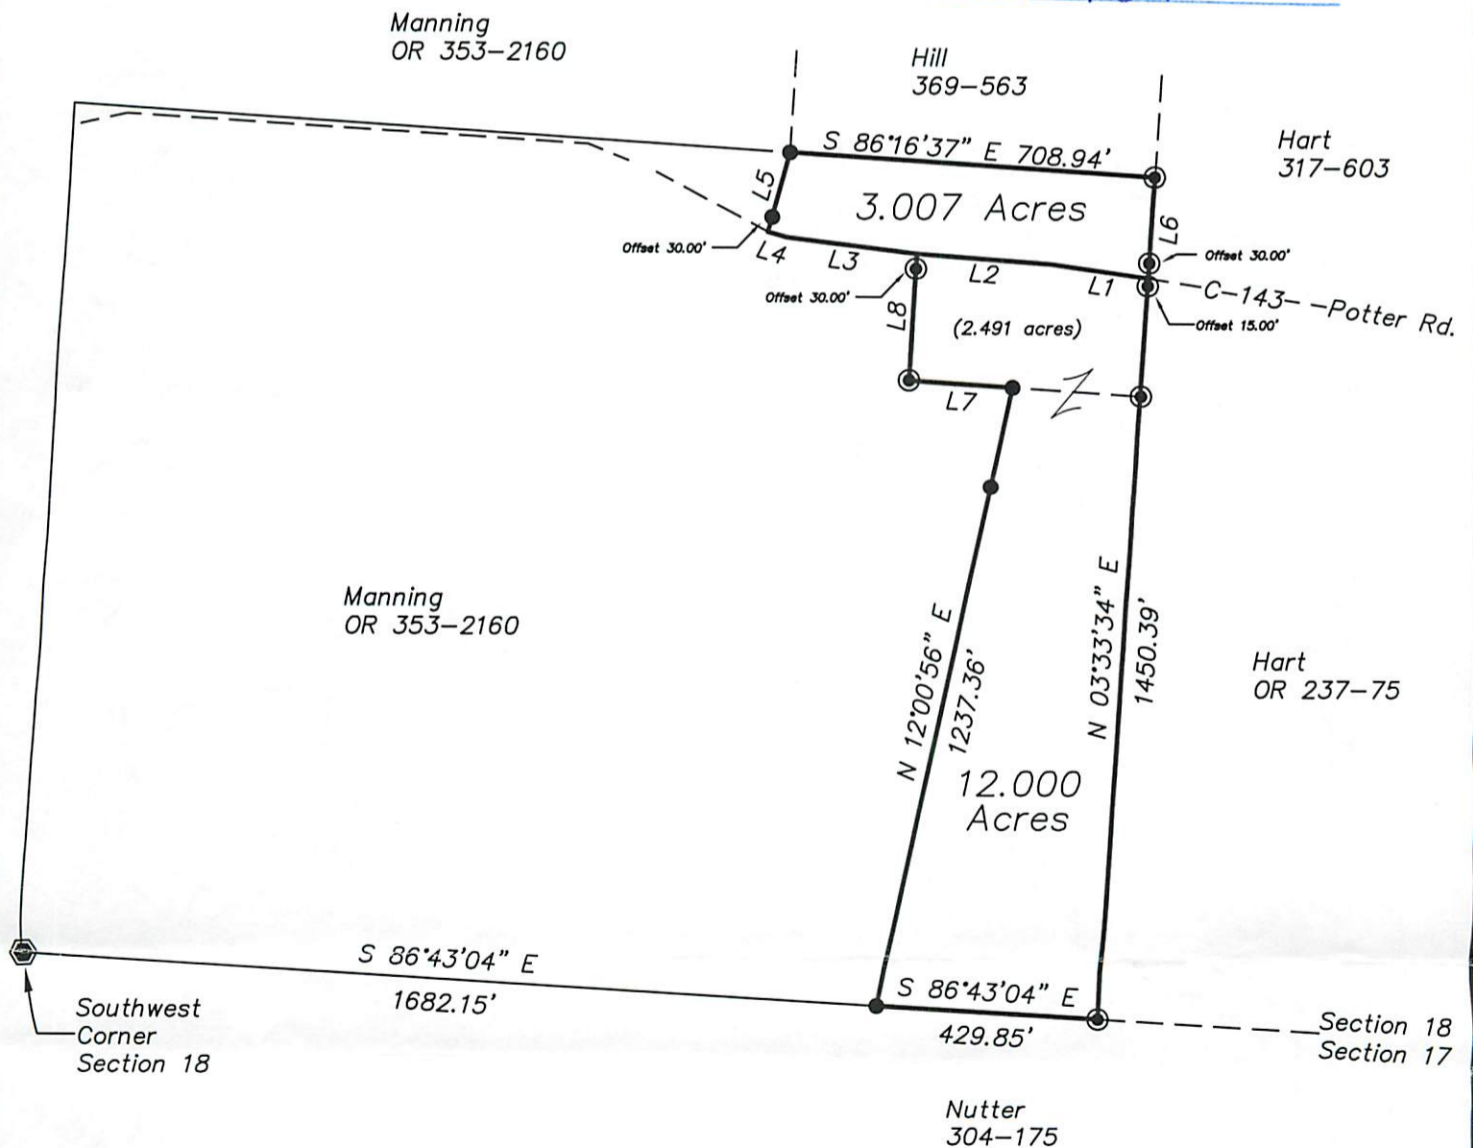 Manning
OR 353-2160
Hill
369-563
Hart
317-603
S 86°16'37" E 708.94'
L5
3.007 Acres
L6
Offset 30.00'
L4
L3
L2
L1
Offset 30.00'
Offset 30.00'
C-143- -Potter Rd.
L8
(2.491 acres)
Offset 15.00'
L7
Z
Manning
OR 353-2160
N 12°00'56" E
1237.36'
N 03°33'34" E
1450.39'
Hart
OR 237-75
12.000
Acres
S 86°43'04" E
1682.15'
S 86°43'04" E
429.85'
Southwest
Corner
Section 18
Section 18
Section 17
Nutter
304-175